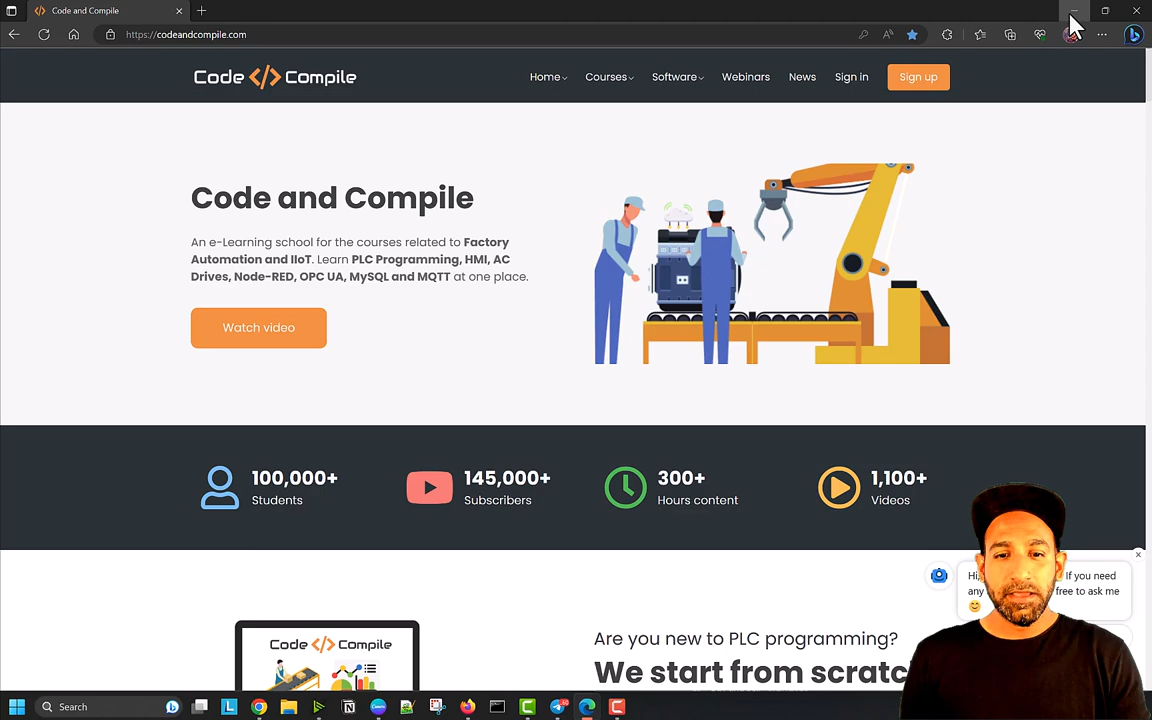 Code and Compile
https://codeandcompile.com
Code </> Compile
Home
Courses
Software
Webinars
News
Sign in
Sign up
Code and Compile
An e-Learning school for the courses related to Factory
Automation and IIoT. Learn PLC Programming, HMI, AC
Drives, Node-RED, OPC UA, MySQL and MQTT at one place.
Watch video
100,000+
Students
145,000+
Subscribers
300+
Hours content
1,100+
Videos
Hi,
If you need
any
free to ask me
Code </> Compile
Are you new to PLC programming?
We start from scratc
Search